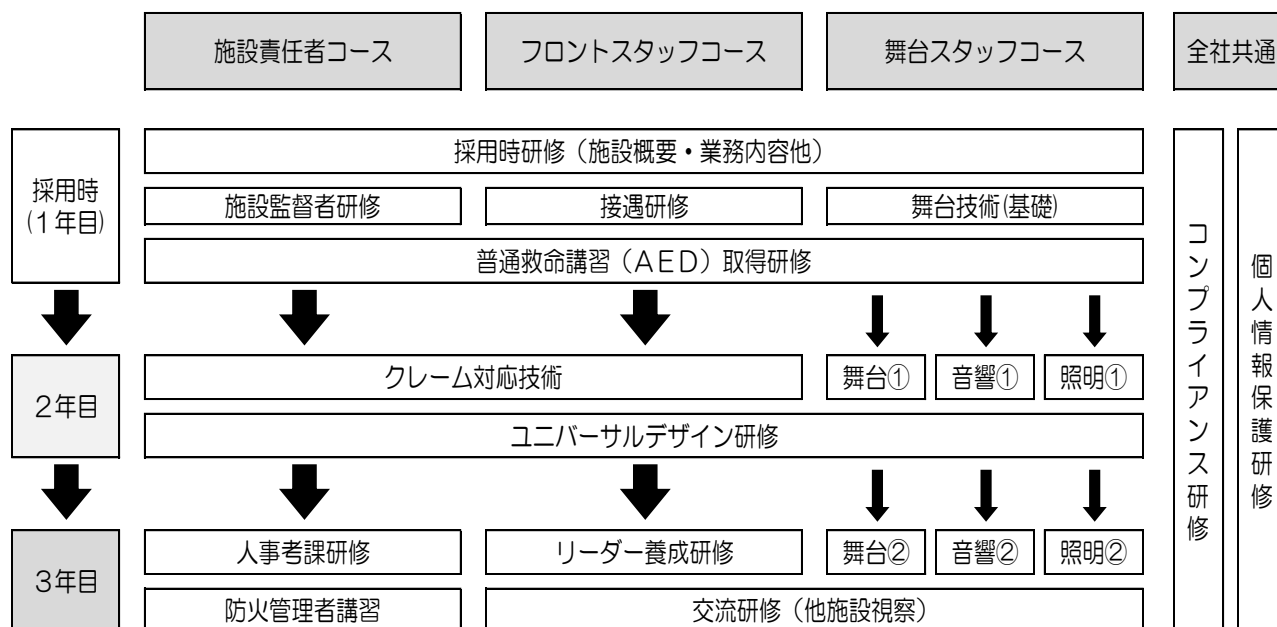 施設責任者コース
フロントスタッフコース
舞台スタッフコース
全社共通
採用時
(1年目)
採用時研修（施設概要・業務内容他）
施設監督者研修
接遇研修
舞台技術(基礎)
普通救命講習（AED）取得研修
2年目
クレーム対応技術
舞台①
音響①
照明①
ユニバーサルデザイン研修
3年目
人事考課研修
リーダー養成研修
舞台②
音響②
照明②
防火管理者講習
交流研修（他施設視察）
コンプライアンス研修
個人情報保護研修